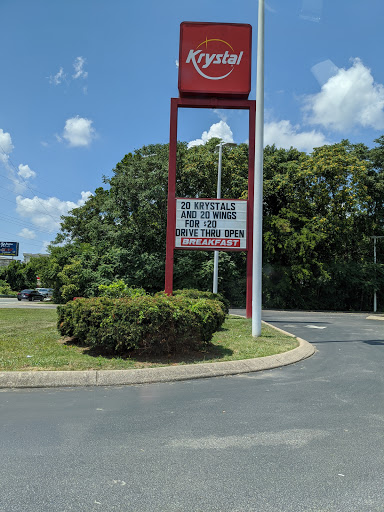 Krystal
20 KRYSTALS
AND 20 WINGS
FOR $20
DRIVE THRU OPEN
BREAKFAST